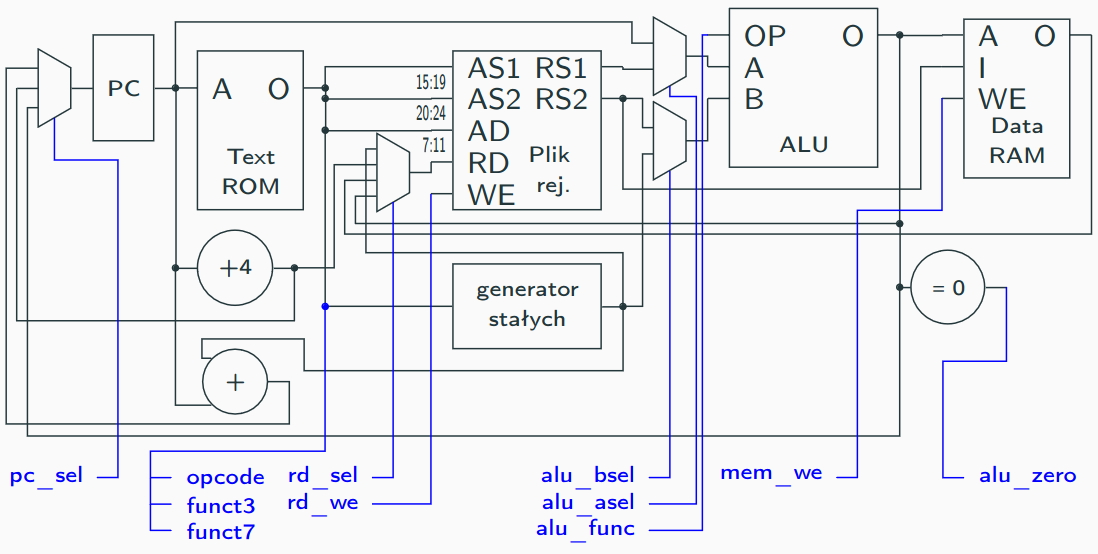 PC
A O
Text
ROM
15:19
20:24
7:11
AS1 RS1
AS2 RS2
AD
RD
WE
Plik
rej.
OP O
A
B
ALU
A O
I
WE
Data
RAM
+4
generator
stałych
= 0
+
pc_sel
opcode
funct3
funct7
rd_sel
rd_we
alu_bsel
alu_asel
alu_func
mem_we
alu_zero